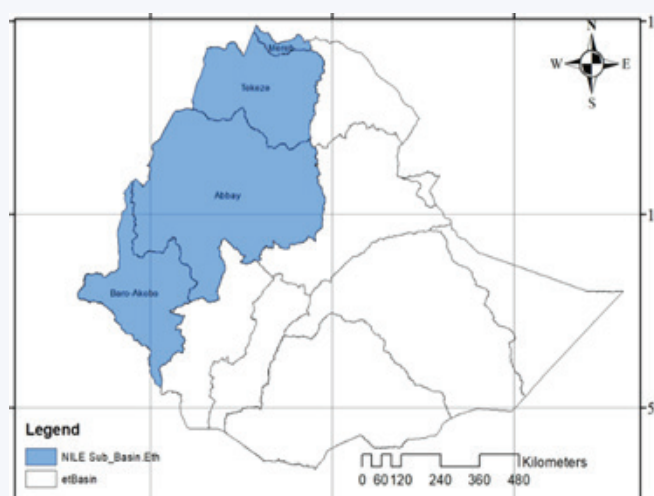 N
W E
S
Mereb
Tekeze
Abbay
Baro-Akobo
Legend
NILE Sub_Basin.Eth
etBasin
Kilometers
0 60 120 240 360 480